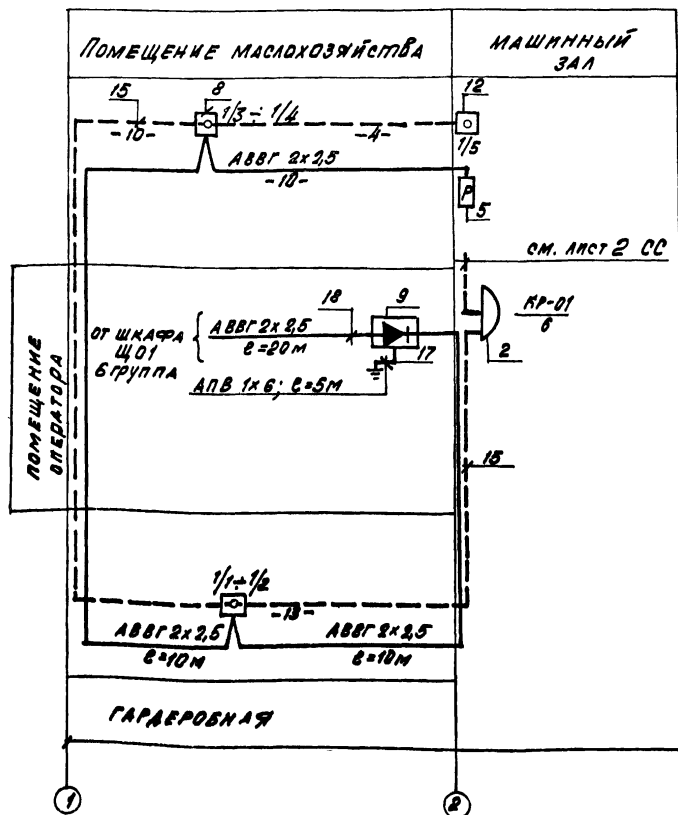 ПОМЕЩЕНИЕ МАСЛОХОЗЯЙСТВА
МАШИННЫЙ
ЗАЛ
15
8
1/3 ÷ 1/4
12
-10-
-4-
1/5
АВВГ 2х2,5
-10-
Р
5
см. лист 2 СС
18
9
КР-01
6
ОТ ШКАФА
ЩО1
6 ГРУППА
АВВГ 2х2,5
ℓ=20м
17
2
АПВ 1х6; ℓ=5м
ПОМЕЩЕНИЕ
ОПЕРАТОРА
15
1/1 ÷ 1/2
-13-
АВВГ 2х2,5
ℓ=10м
АВВГ 2х2,5
ℓ=10м
ГАРДЕРОБНАЯ
1
2